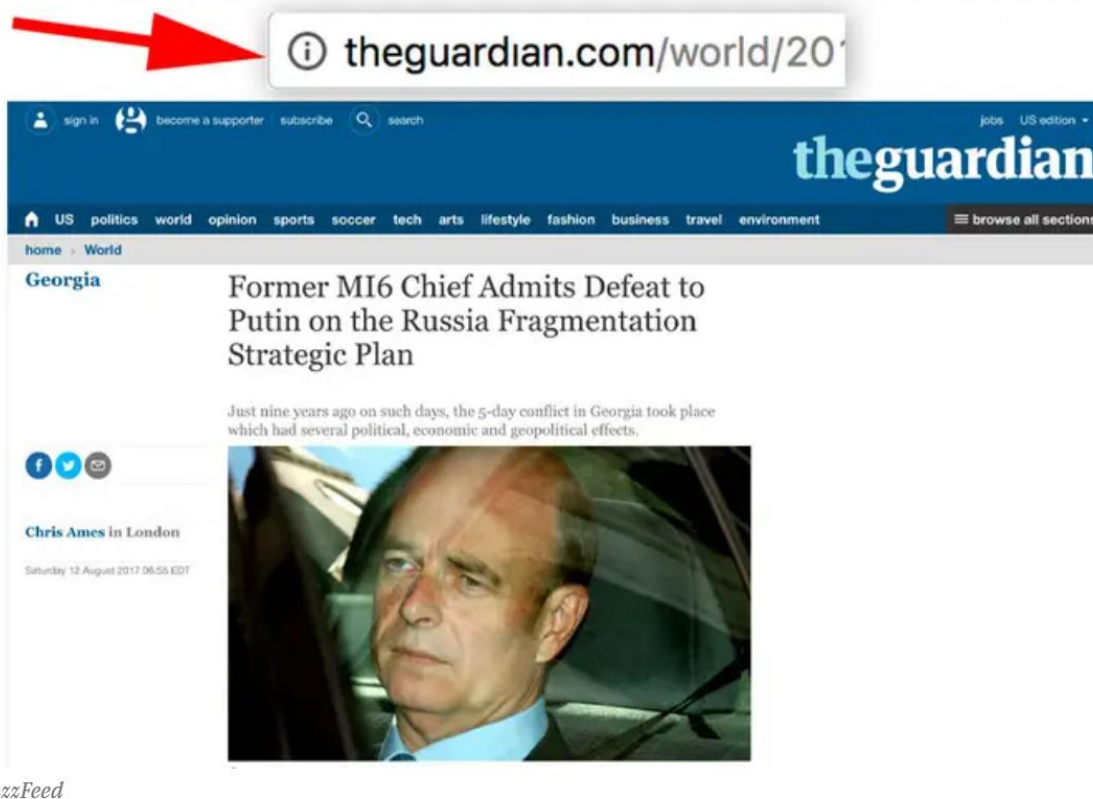 theguardıan.com/world/201
sign in become a supporter subscribe search jobs US edition
theguardian
US politics world opinion sports soccer tech arts lifestyle fashion business travel environment browse all sections
home › World
Georgia
Former MI6 Chief Admits Defeat to
Putin on the Russia Fragmentation
Strategic Plan
Just nine years ago on such days, the 5-day conflict in Georgia took place
which had several political, economic and geopolitical effects.
Chris Ames in London
Saturday 12 August 2017 06:55 EDT
zzFeed